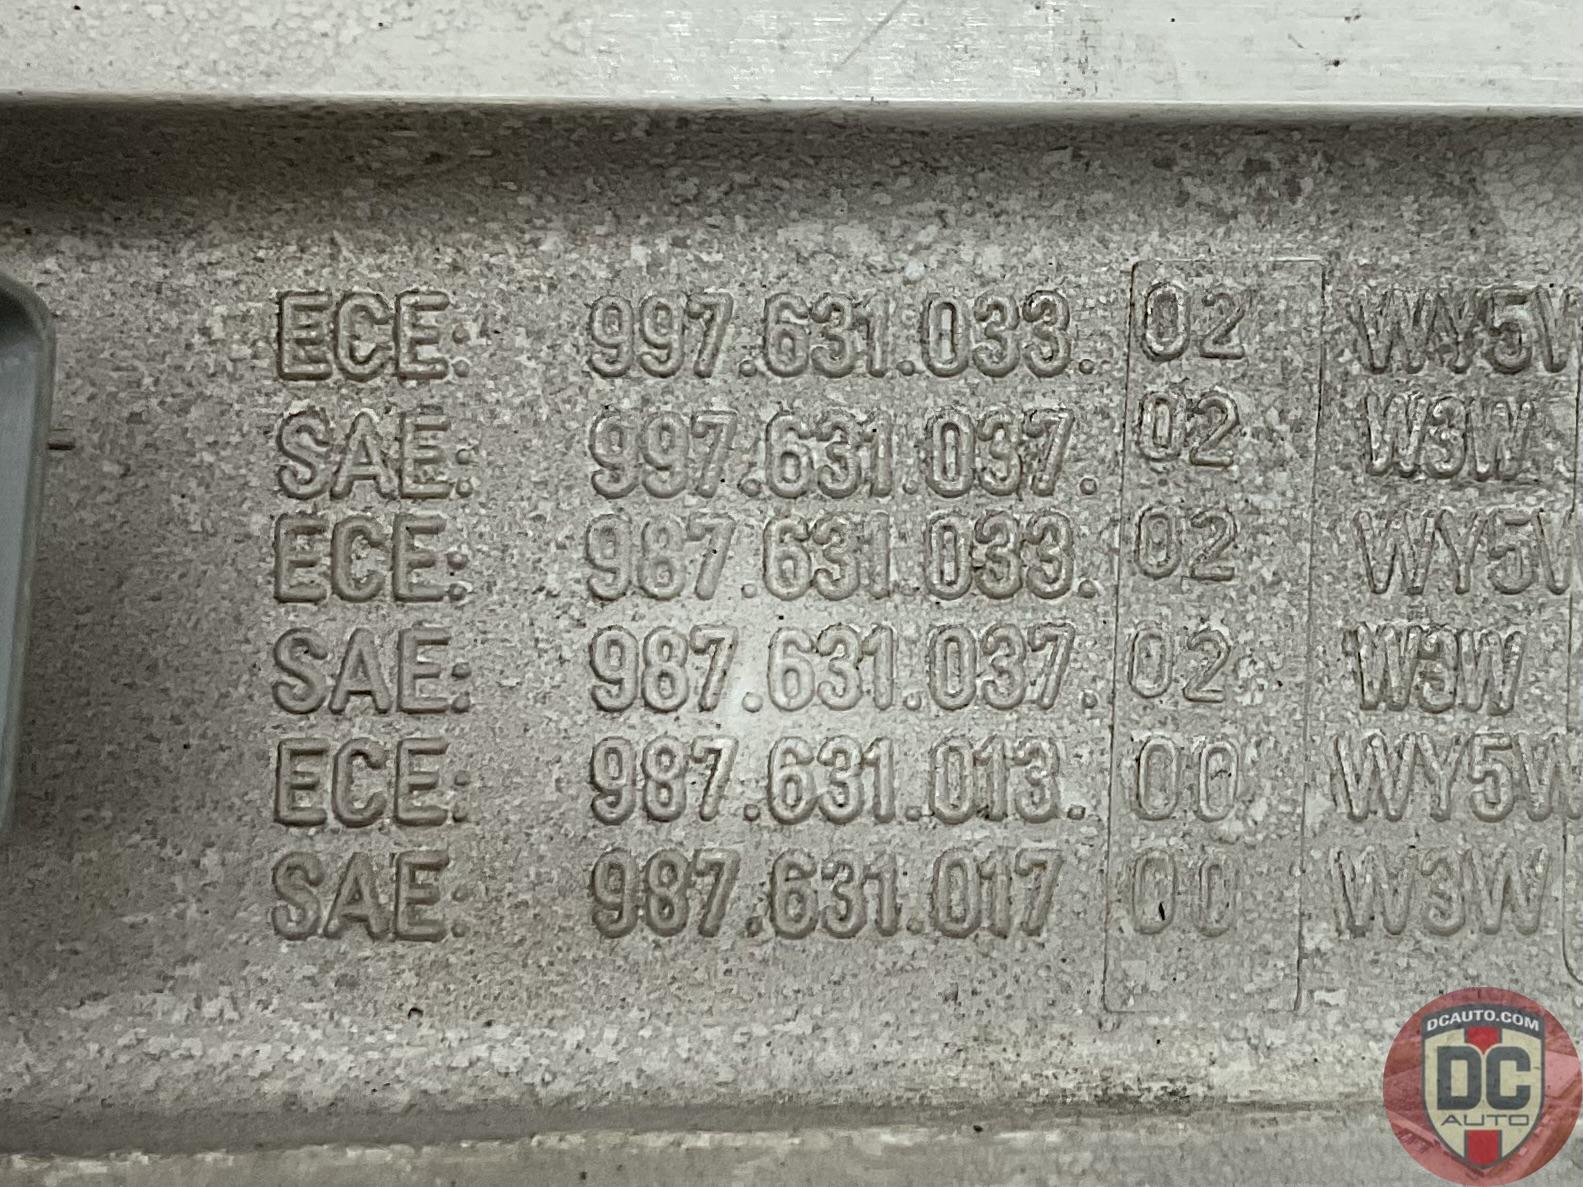 ECE: 997.631.033. 02 WY5W
SAE: 997.631.037. 02 W3W
ECE: 987.631.033. 02 WY5W
SAE: 987.631.037. 02 W3W
ECE: 987.631.013. 00 WY5W
SAE: 987.631.017 00 W3W
DCAUTO.COM
DC
AUTO